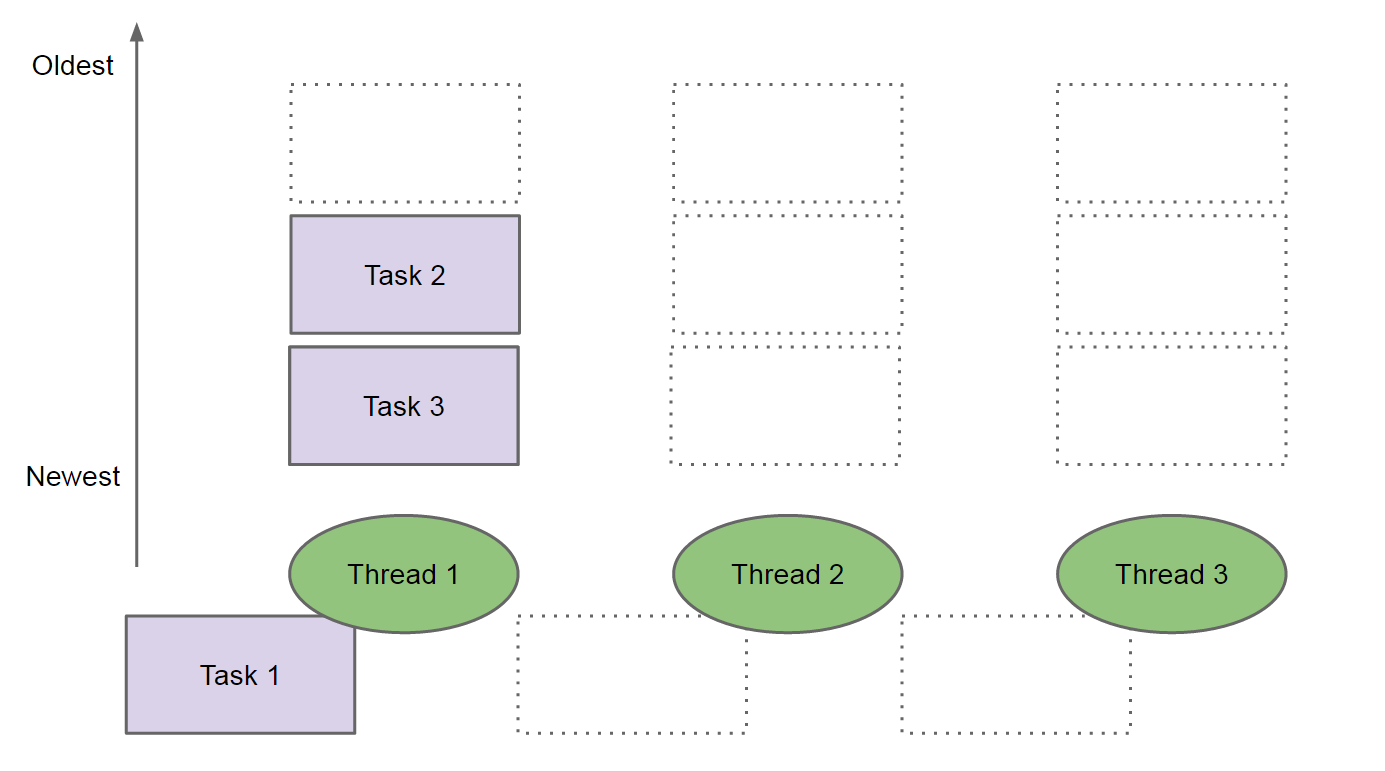 Oldest
Task 2
Task 3
Newest
Thread 1
Thread 2
Thread 3
Task 1